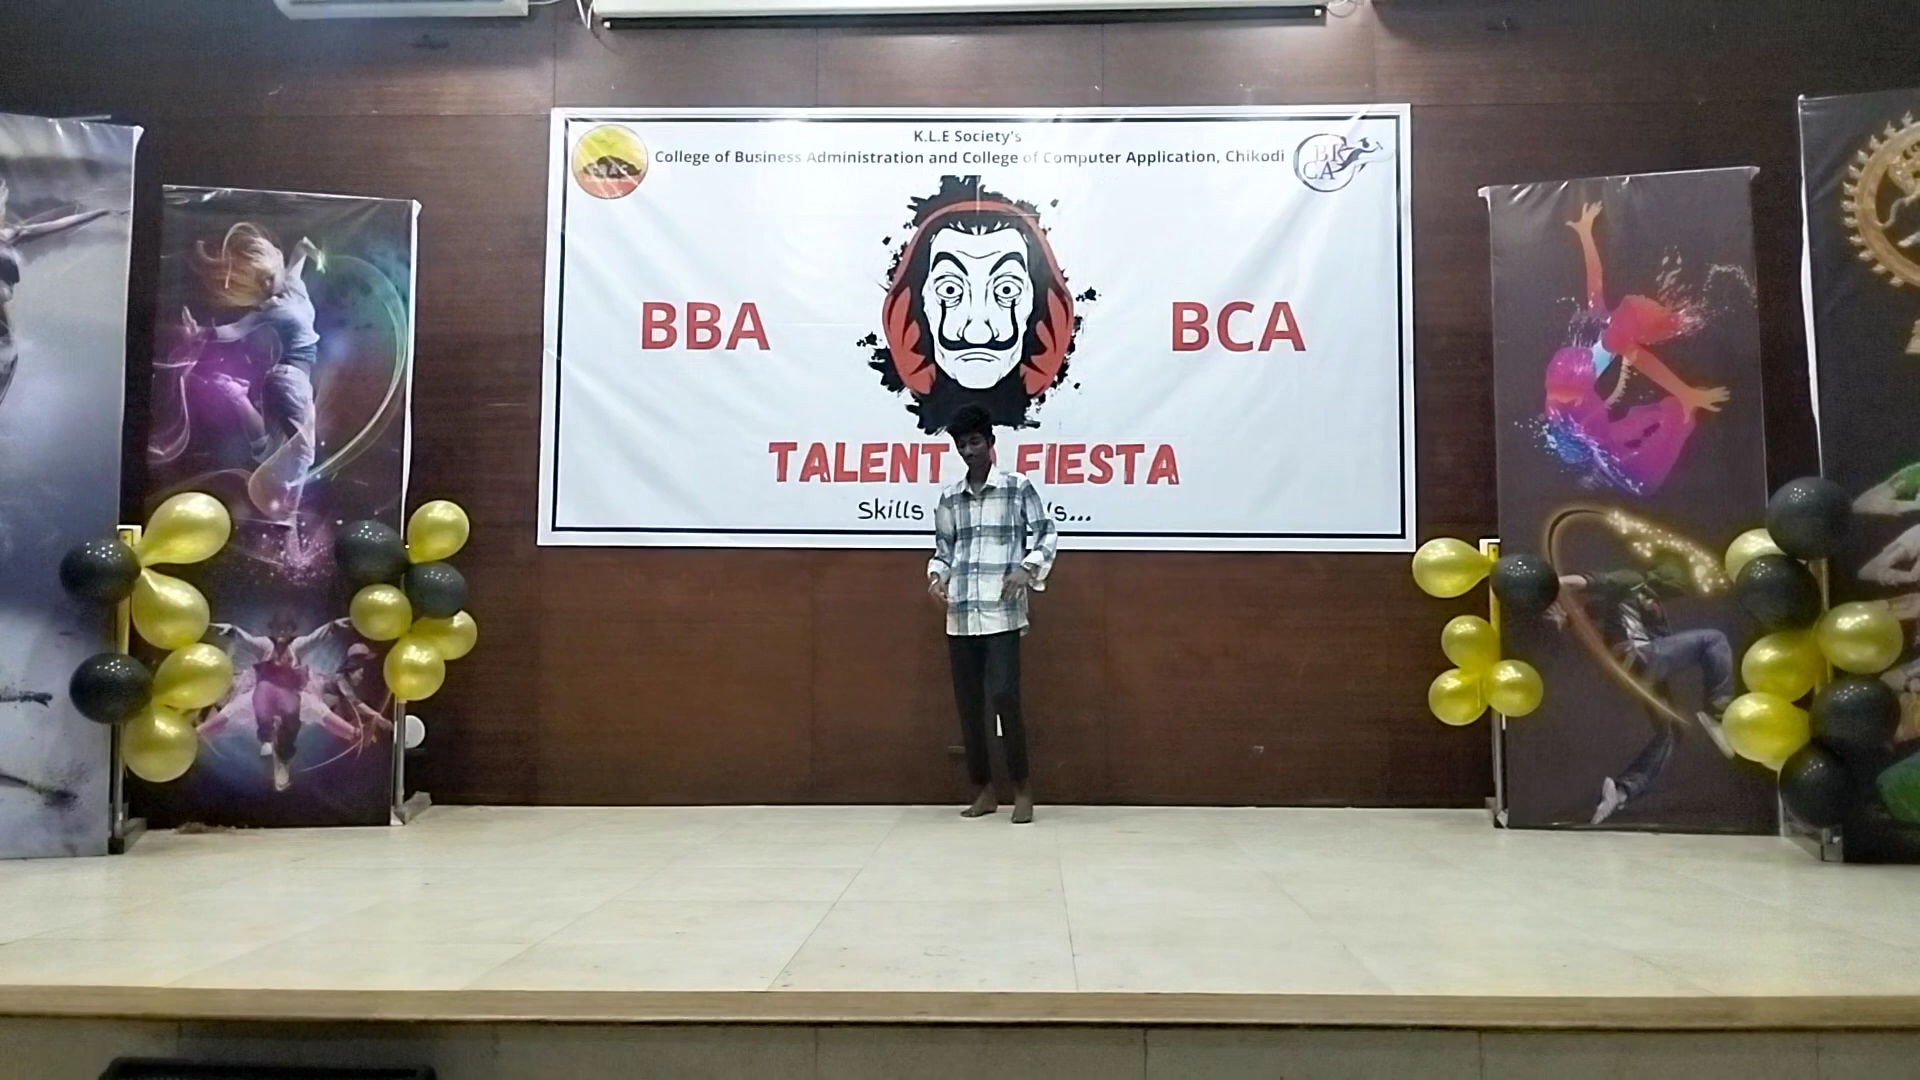 K.L.E Society's
College of Business Administration and College of Computer Application, Chikodi
BBA
BCA
TALENT FIESTA
Skills